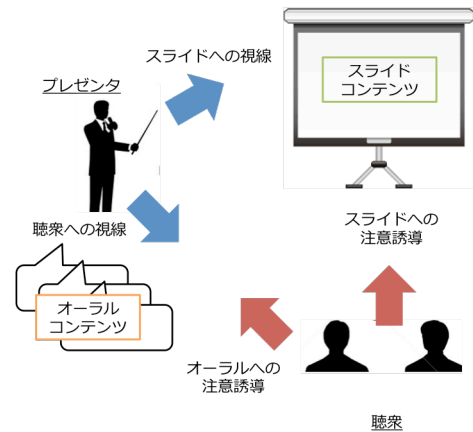 スライドへの視線
スライド
コンテンツ
プレゼンタ
聴衆への視線
スライドへの
注意誘導
オーラル
コンテンツ
オーラルへの
注意誘導
聴衆